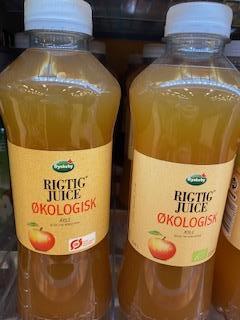 Rynkeby
RIGTIG
JUICE
ØKOLOGISK
ÆBLE
Rynkeby
RIGTIG
JUICE
ØKOLOGISK
ÆBLE